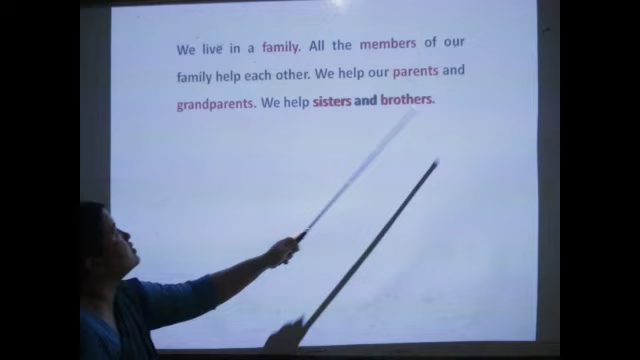 We live in a family. All the members of our
family help each other. We help our parents and
grandparents. We help sisters and brothers.